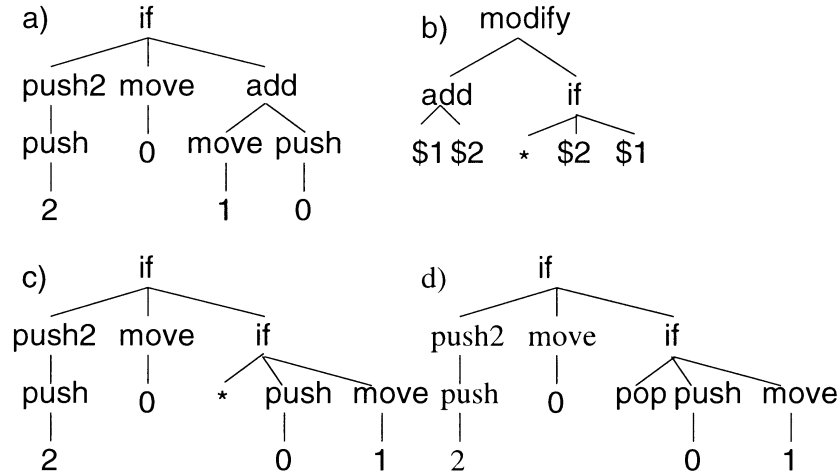 a) if
push2 move add
push 0 move push
2 1 0
b) modify
add if
$1 $2 * $2 $1
c) if
push2 move if
push 0 * push move
2 0 1
d) if
push2 move if
push 0 pop push move
2 0 1